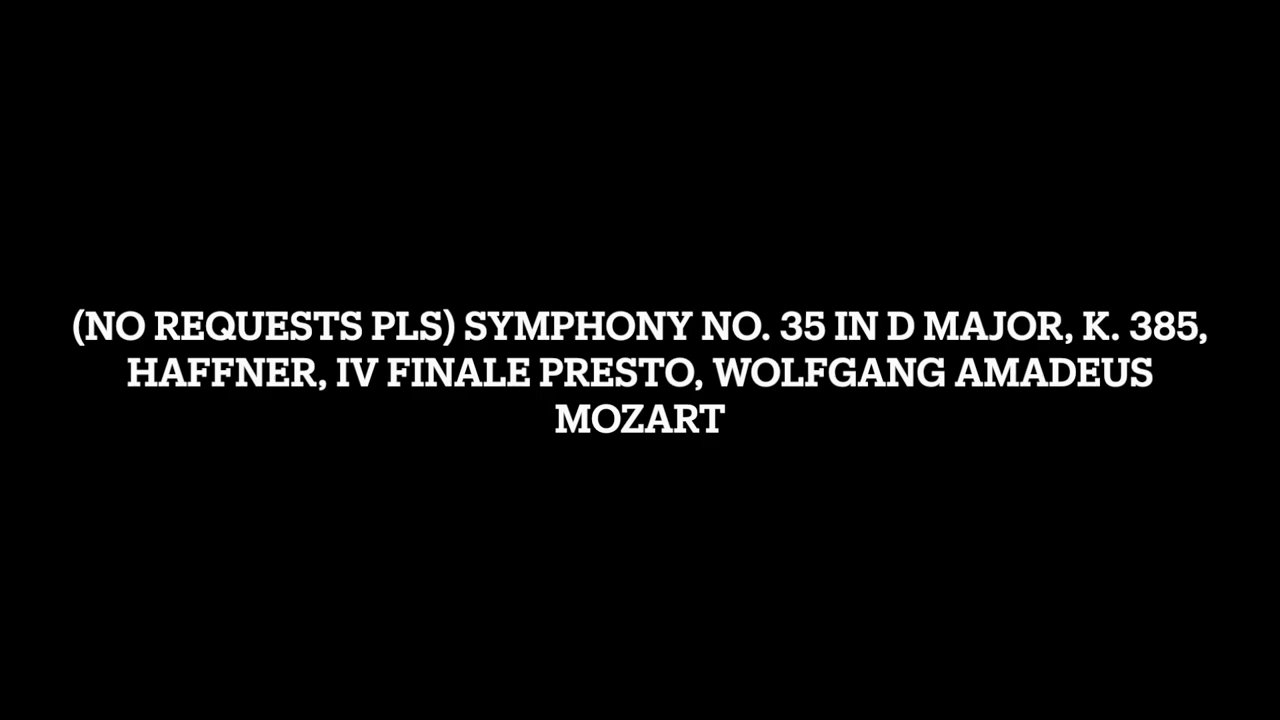 (NO REQUESTS PLS) SYMPHONY NO. 35 IN D MAJOR, K. 385,
HAFFNER, IV FINALE PRESTO, WOLFGANG AMADEUS
MOZART